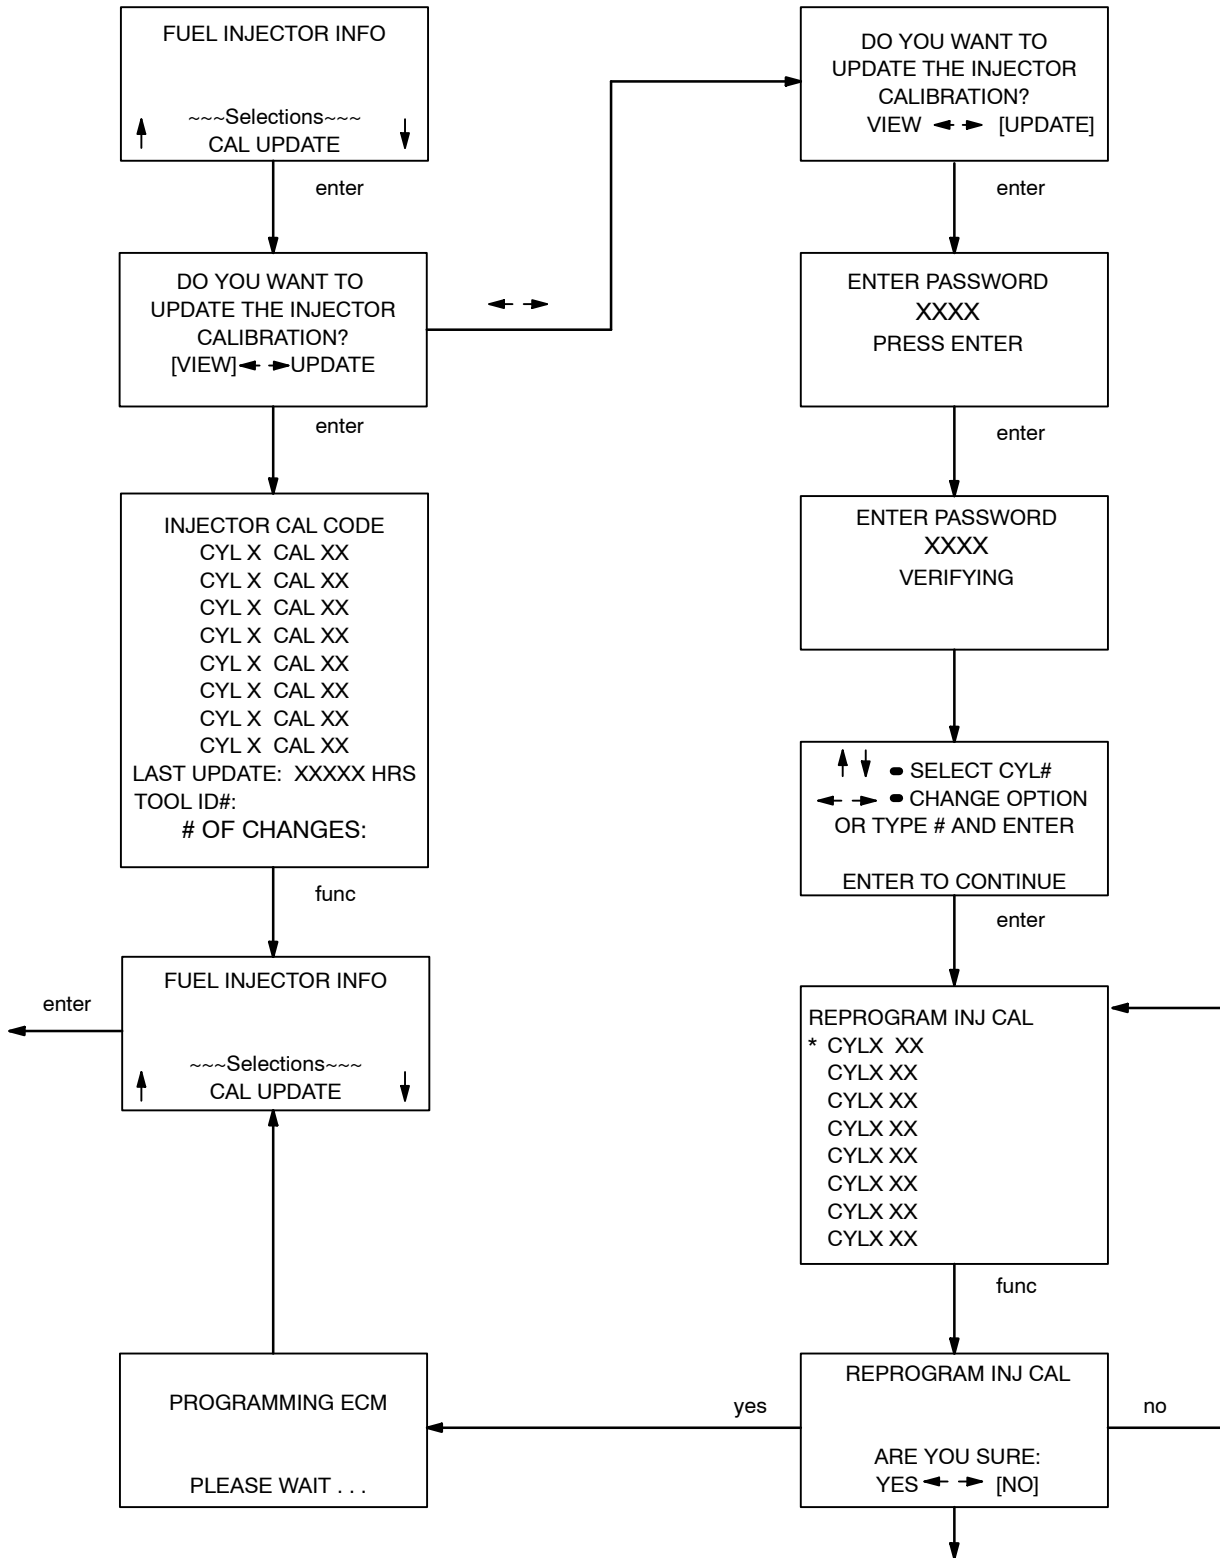 FUEL INJECTOR INFO
~~~Selections~~~
CAL UPDATE
enter
DO YOU WANT TO
UPDATE THE INJECTOR
CALIBRATION?
[VIEW] UPDATE
enter
INJECTOR CAL CODE
CYL X CAL XX
CYL X CAL XX
CYL X CAL XX
CYL X CAL XX
CYL X CAL XX
CYL X CAL XX
CYL X CAL XX
CYL X CAL XX
LAST UPDATE: XXXXX HRS
TOOL ID#:
# OF CHANGES:
func
FUEL INJECTOR INFO
~~~Selections~~~
CAL UPDATE
enter
PROGRAMMING ECM
PLEASE WAIT . . .
DO YOU WANT TO
UPDATE THE INJECTOR
CALIBRATION?
VIEW [UPDATE]
enter
ENTER PASSWORD
XXXX
PRESS ENTER
enter
ENTER PASSWORD
XXXX
VERIFYING
SELECT CYL#
CHANGE OPTION
OR TYPE # AND ENTER
ENTER TO CONTINUE
enter
REPROGRAM INJ CAL
* CYLX XX
CYLX XX
CYLX XX
CYLX XX
CYLX XX
CYLX XX
CYLX XX
CYLX XX
func
REPROGRAM INJ CAL
ARE YOU SURE:
YES [NO]
yes
no